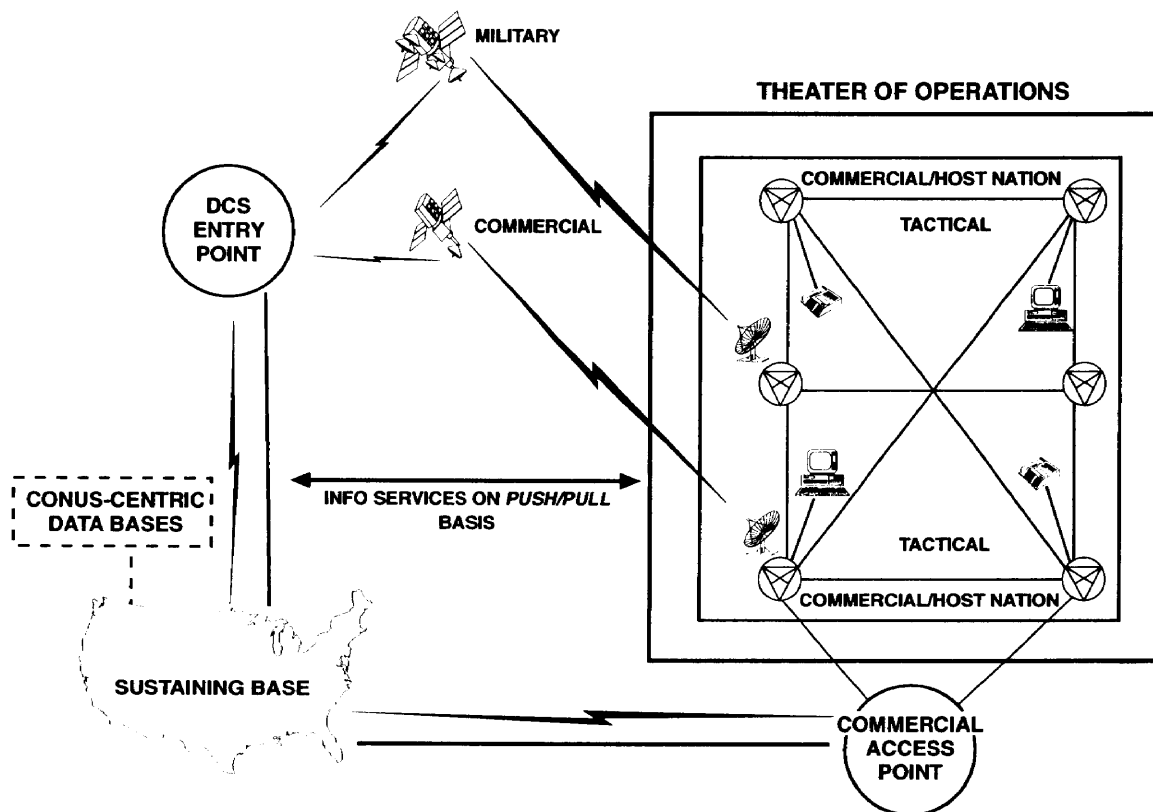 MILITARY
THEATER OF OPERATIONS
COMMERCIAL/HOST NATION
DCS
ENTRY
POINT
COMMERCIAL
TACTICAL
CONUS-CENTRIC
DATA BASES
INFO SERVICES ON PUSH/PULL
BASIS
TACTICAL
COMMERCIAL/HOST NATION
SUSTAINING BASE
COMMERCIAL
ACCESS
POINT